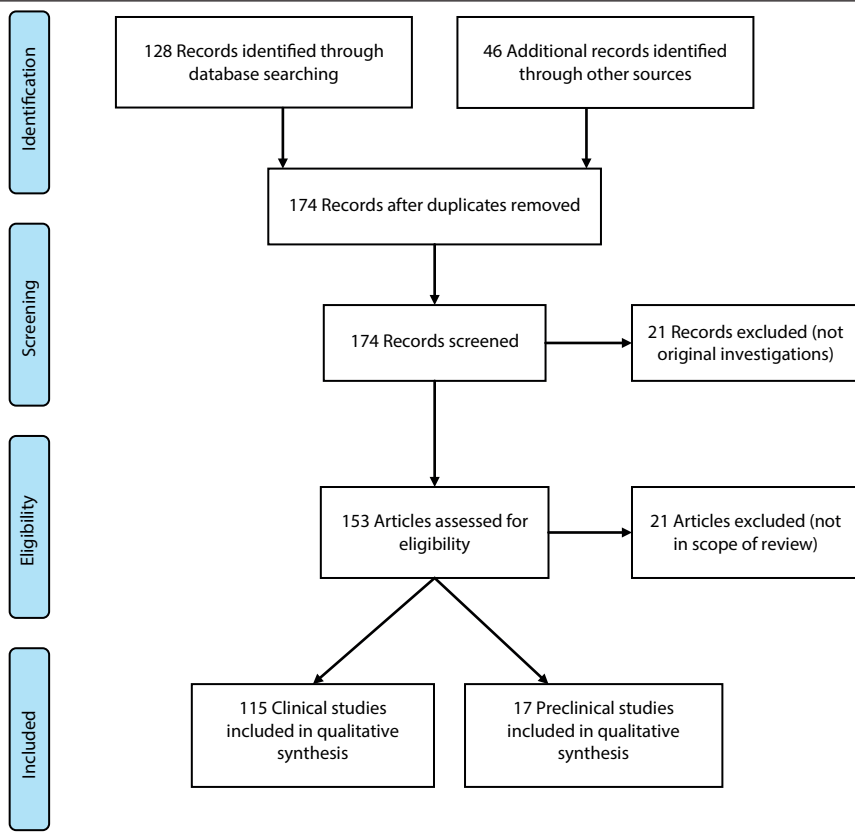 Identification
128 Records identified through
database searching
46 Additional records identified
through other sources
174 Records after duplicates removed
Screening
174 Records screened
21 Records excluded (not
original investigations)
Eligibility
153 Articles assessed for
eligibility
21 Articles excluded (not
in scope of review)
Included
115 Clinical studies
included in qualitative
synthesis
17 Preclinical studies
included in qualitative
synthesis